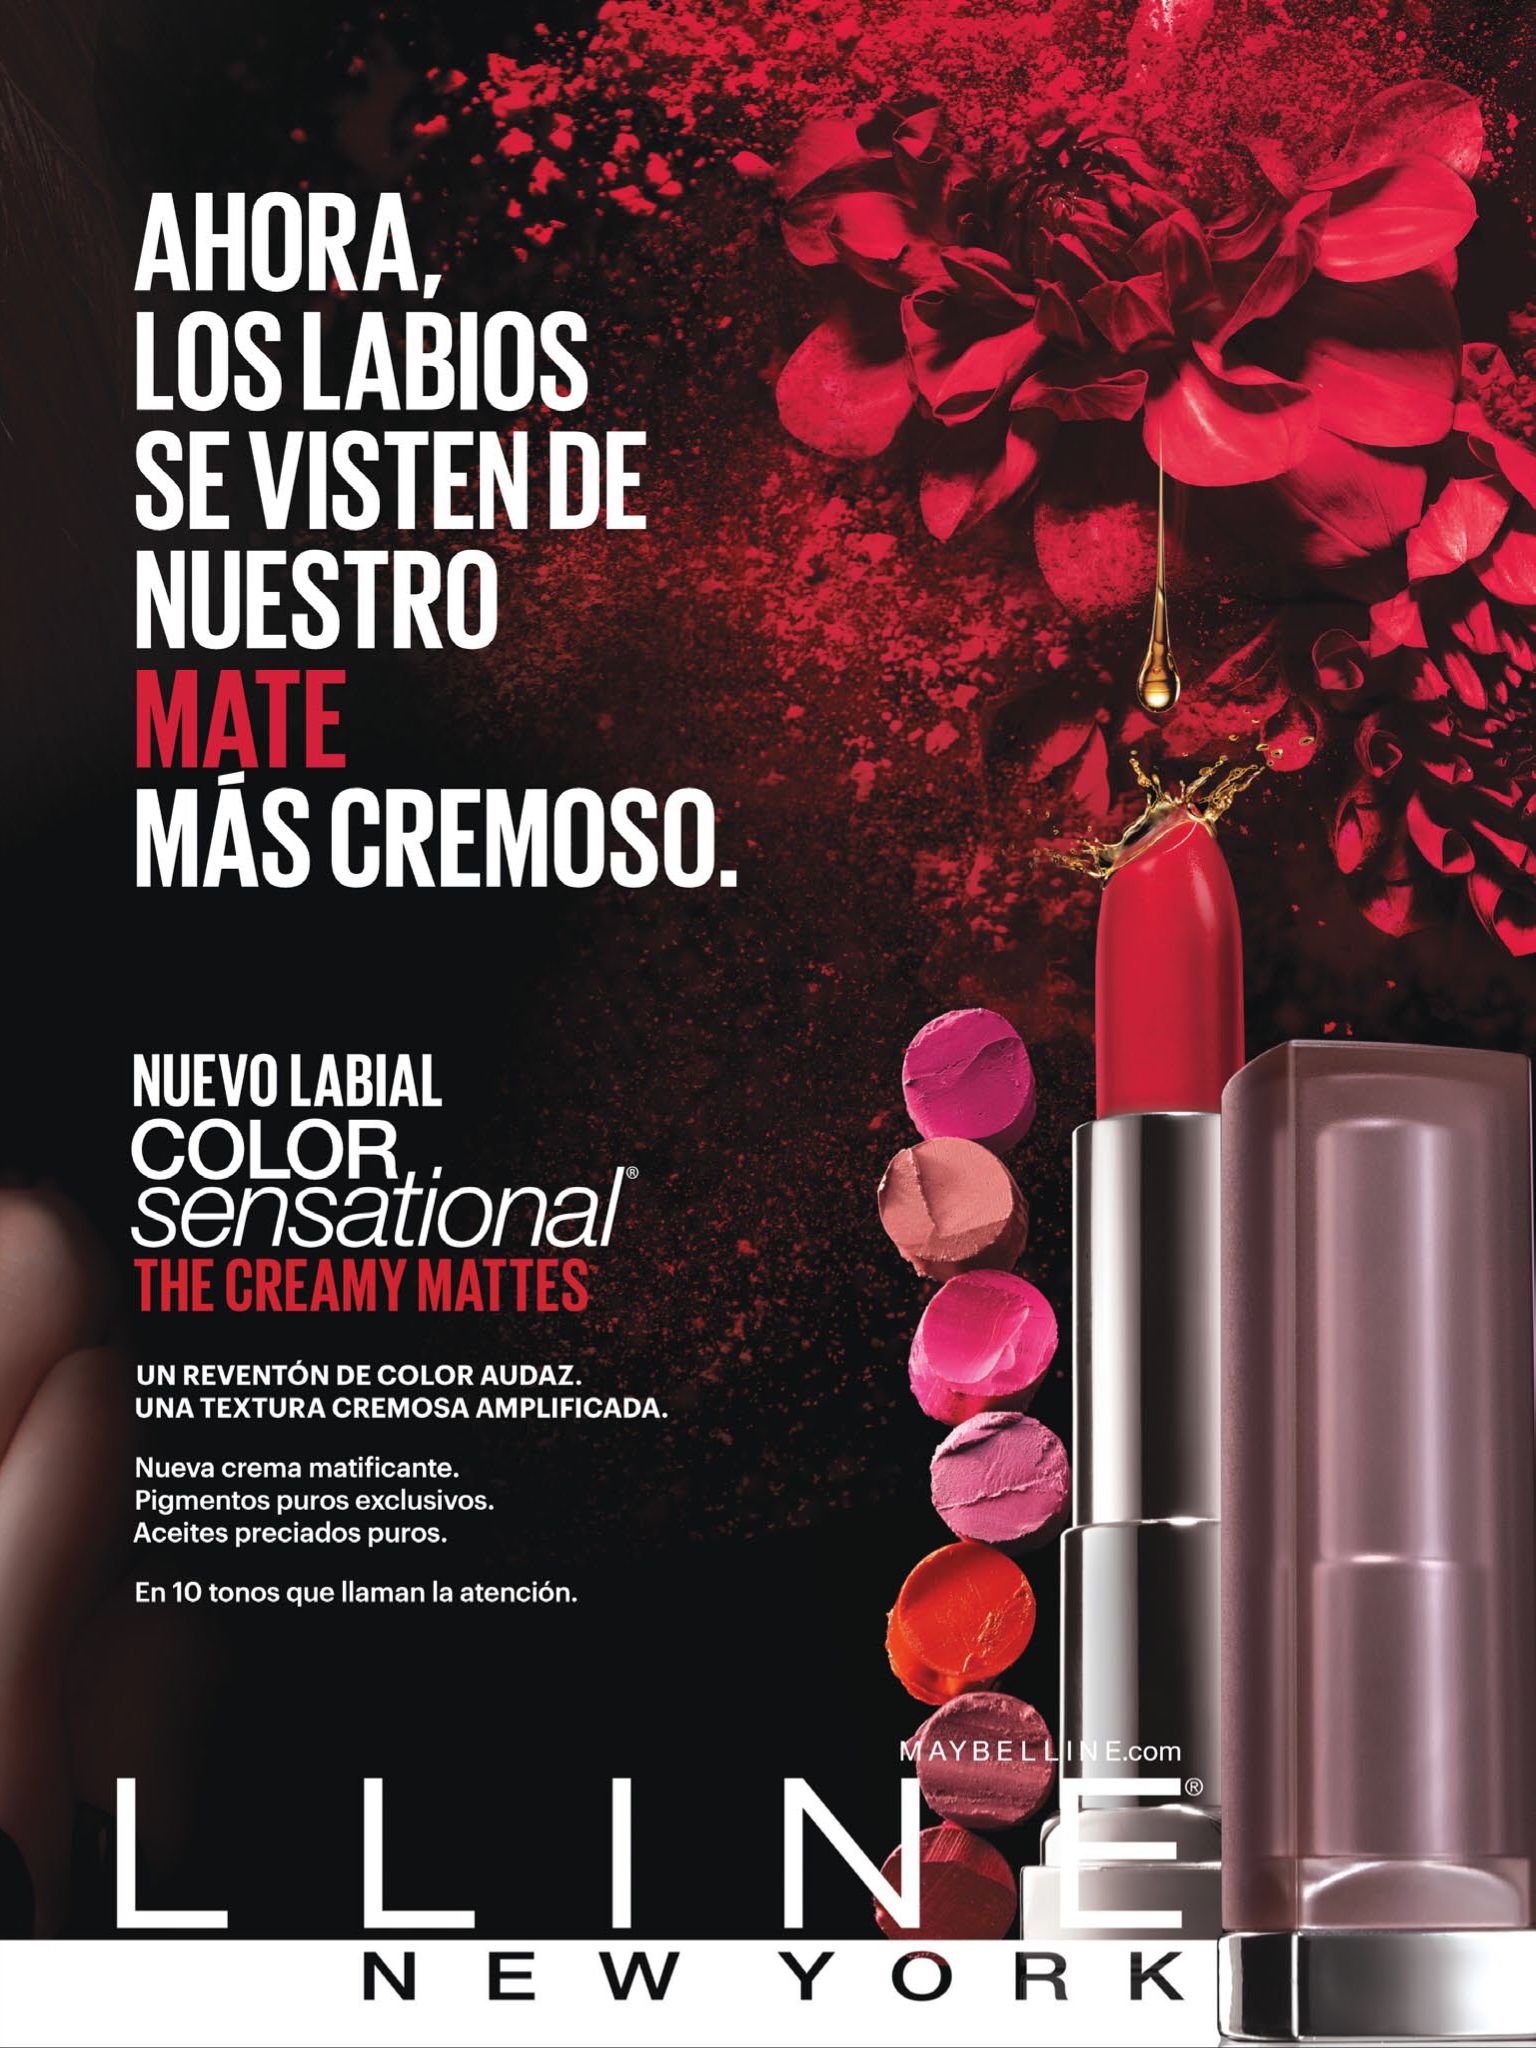 AHORA,
LOS LABIOS
SE VISTEN DE
NUESTRO
MATE
MÁS CREMOSO.
NUEVO LABIAL
COLOR
sensational®
THE CREAMY MATTES
UN REVENTÓN DE COLOR AUDAZ.
UNA TEXTURA CREMOSA AMPLIFICADA.
Nueva crema matificante.
Pigmentos puros exclusivos.
Aceites preciados puros.
En 10 tonos que llaman la atención.
MAYBELLINE.com
LLINE®
NEW YORK